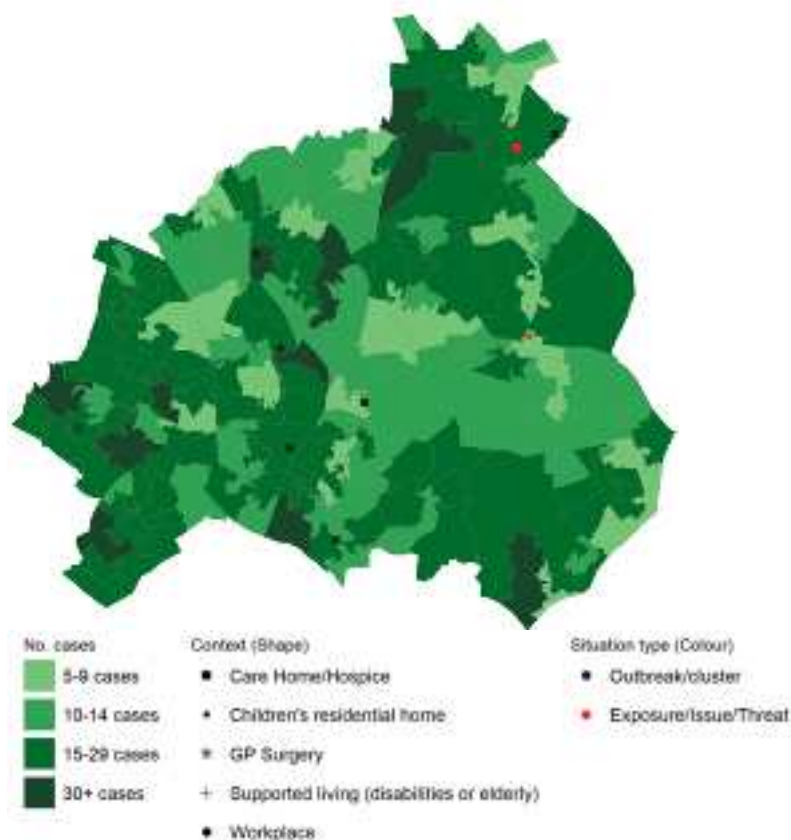 No. cases
5-9 cases
10-14 cases
15-29 cases
30+ cases
Context (Shape)
Care Home/Hospice
Children's residential home
GP Surgery
Supported living (disabilities or elderly)
Workplace
Situation type (Colour)
Outbreak/cluster
Exposure/Issue/Threat